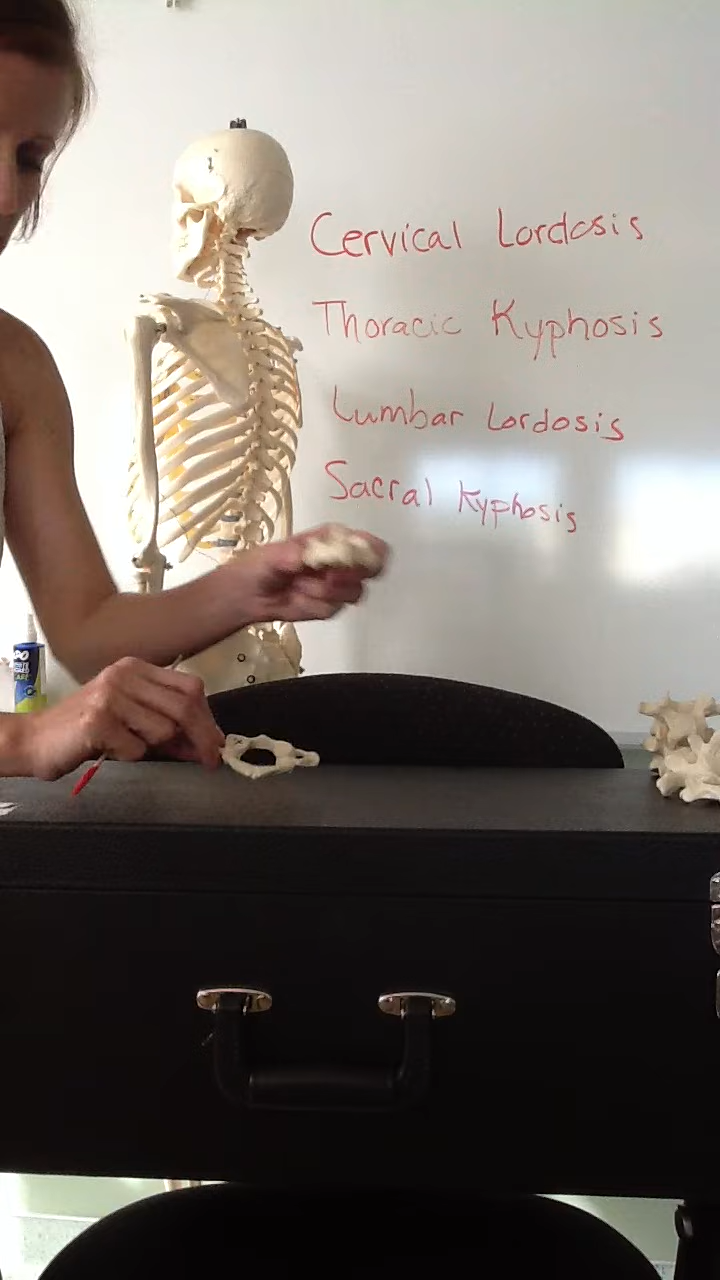 Cervical Lordosis
Thoracic Kyphosis
Lumbar Lordosis
Sacral Kyphosis